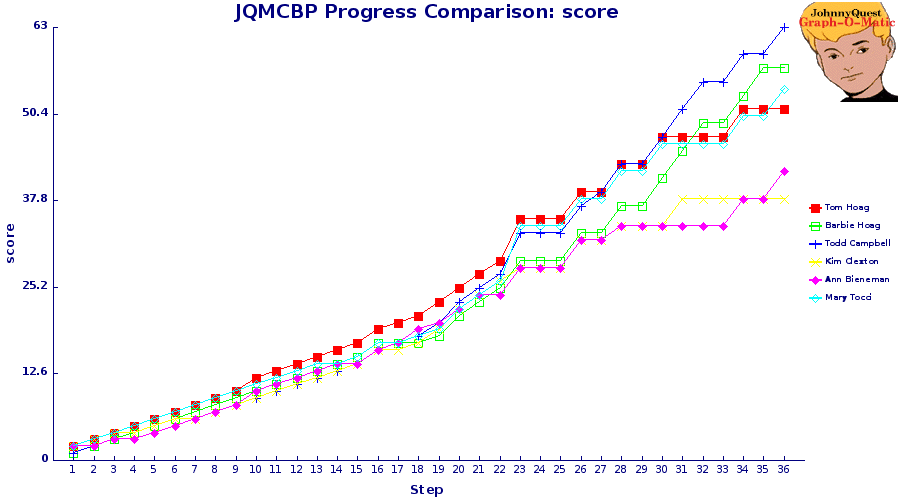 JQMCBP Progress Comparison: score
JohnnyQuest
Graph-O-Matic
63
50.4
37.8
25.2
12.6
0
score
1 2 3 4 5 6 7 8 9 10 11 12 13 14 15 16 17 18 19 20 21 22 23 24 25 26 27 28 29 30 31 32 33 34 35 36
Step
Tom Hoag
Barbie Hoag
Todd Campbell
Kim Clexton
Ann Bieneman
Mary Tocci